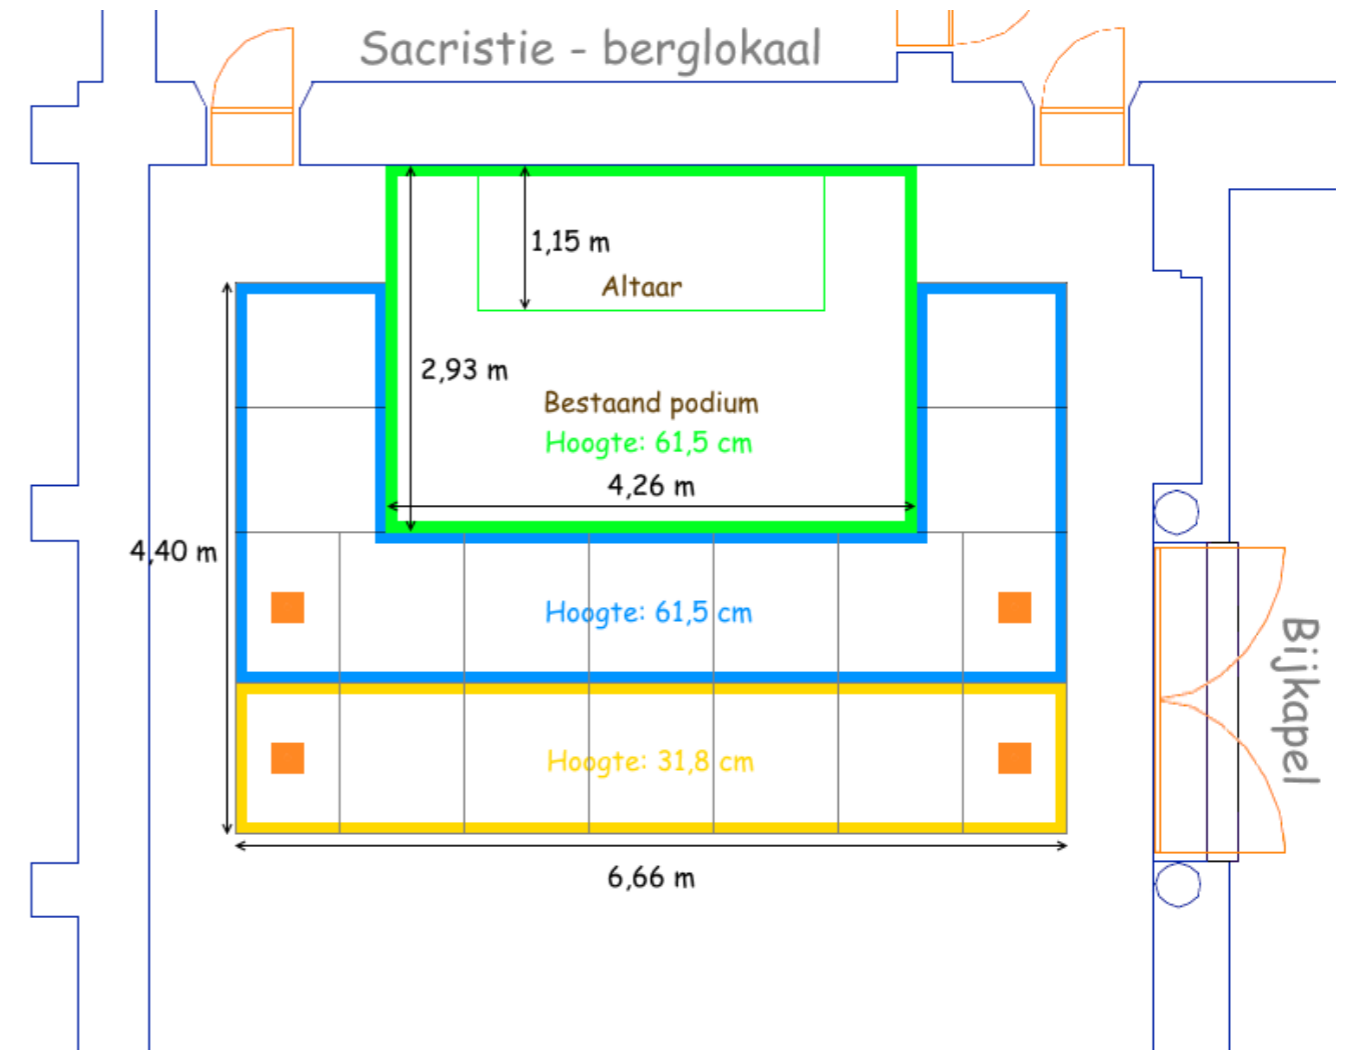 Sacristie - berglokaal
1,15 m
Altaar
2,93 m
Bestaand podium
Hoogte: 61,5 cm
4,26 m
4,40 m
Hoogte: 61,5 cm
Bijkapel
Hoogte: 31,8 cm
6,66 m